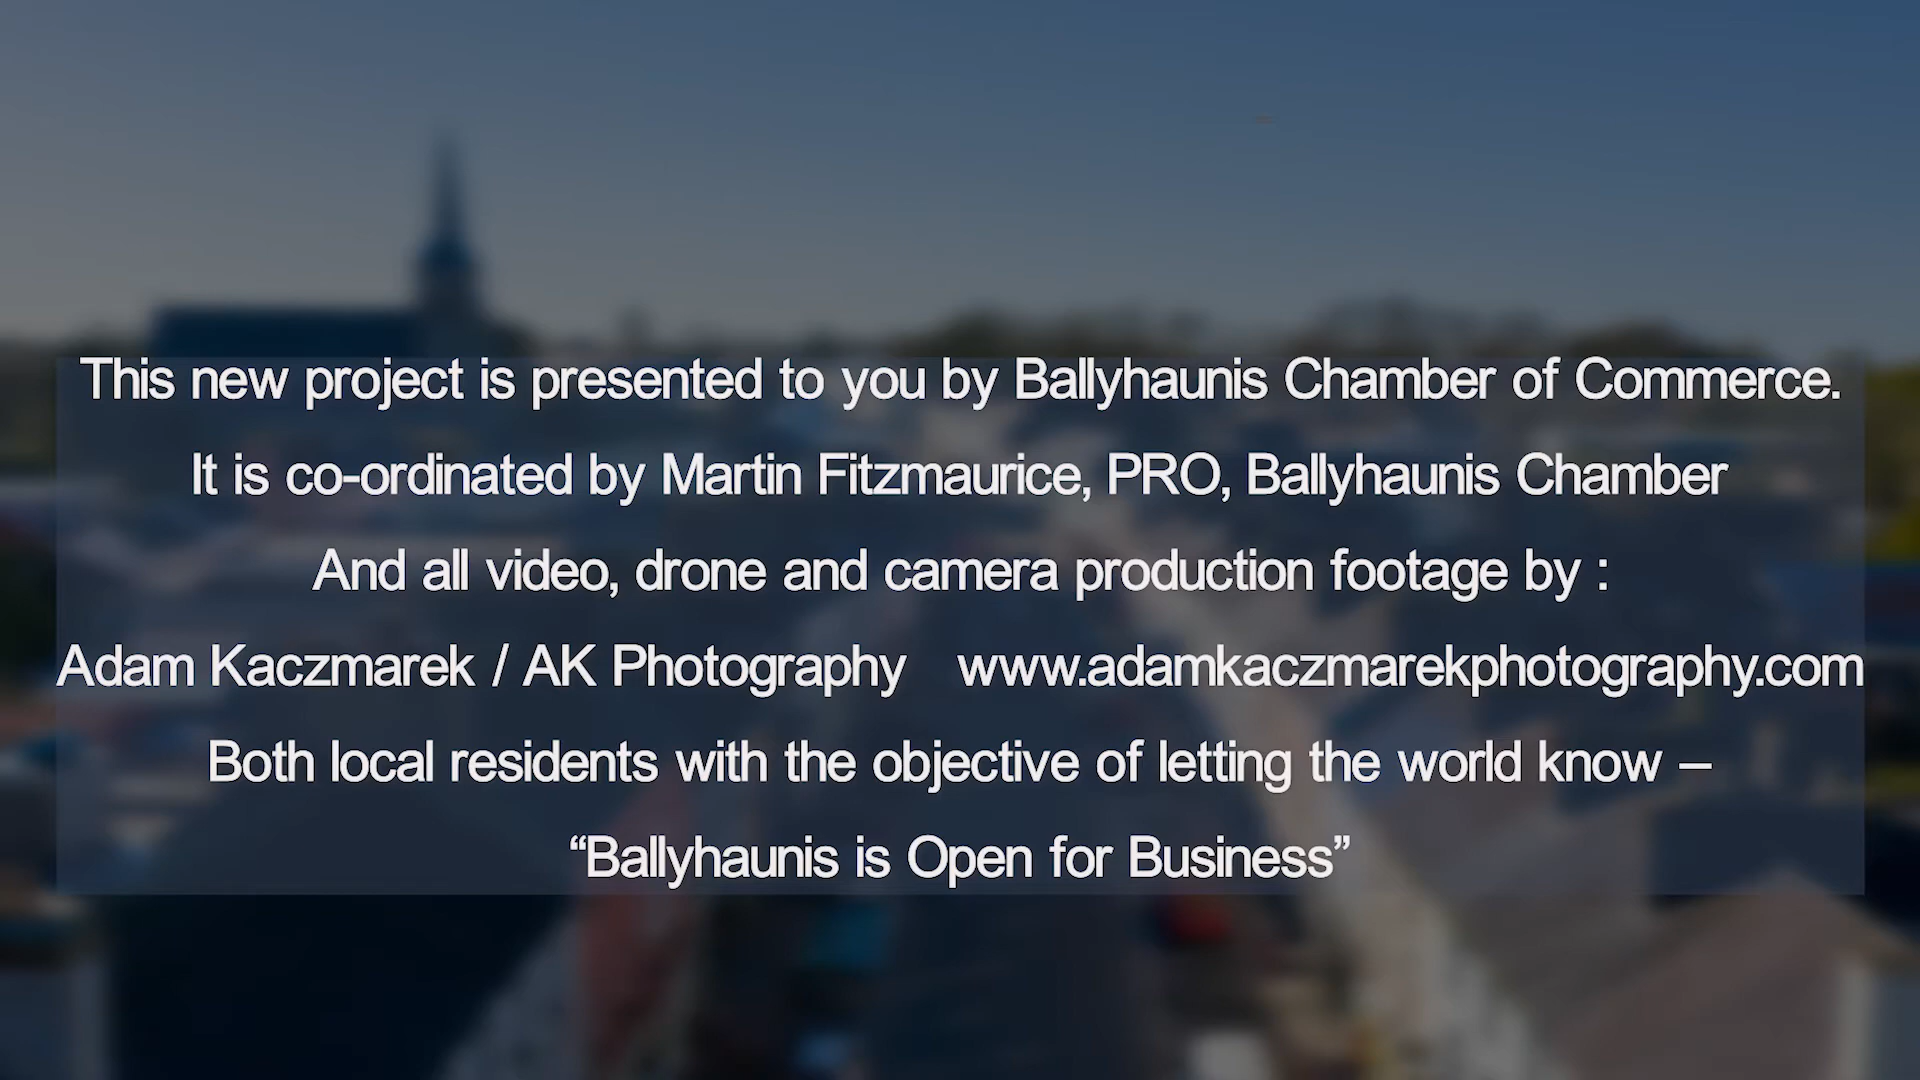 This new project is presented to you by Ballyhaunis Chamber of Commerce.
It is co-ordinated by Martin Fitzmaurice, PRO, Ballyhaunis Chamber
And all video, drone and camera production footage by :
Adam Kaczmarek / AK Photography www.adamkaczmarekphotography.com
Both local residents with the objective of letting the world know –
“Ballyhaunis is Open for Business”